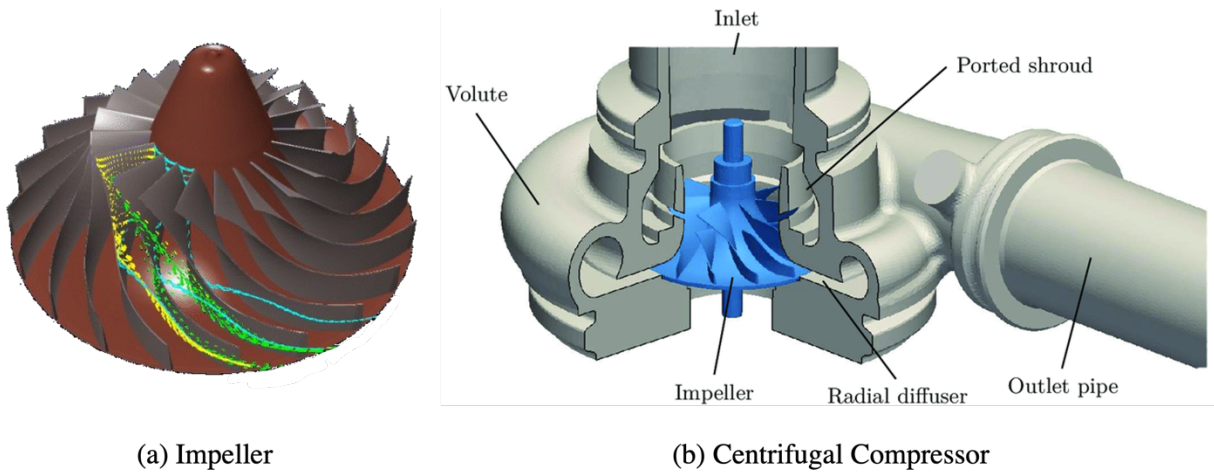 Inlet
Ported shroud
Volute
Impeller
Radial diffuser
Outlet pipe
(a) Impeller
(b) Centrifugal Compressor